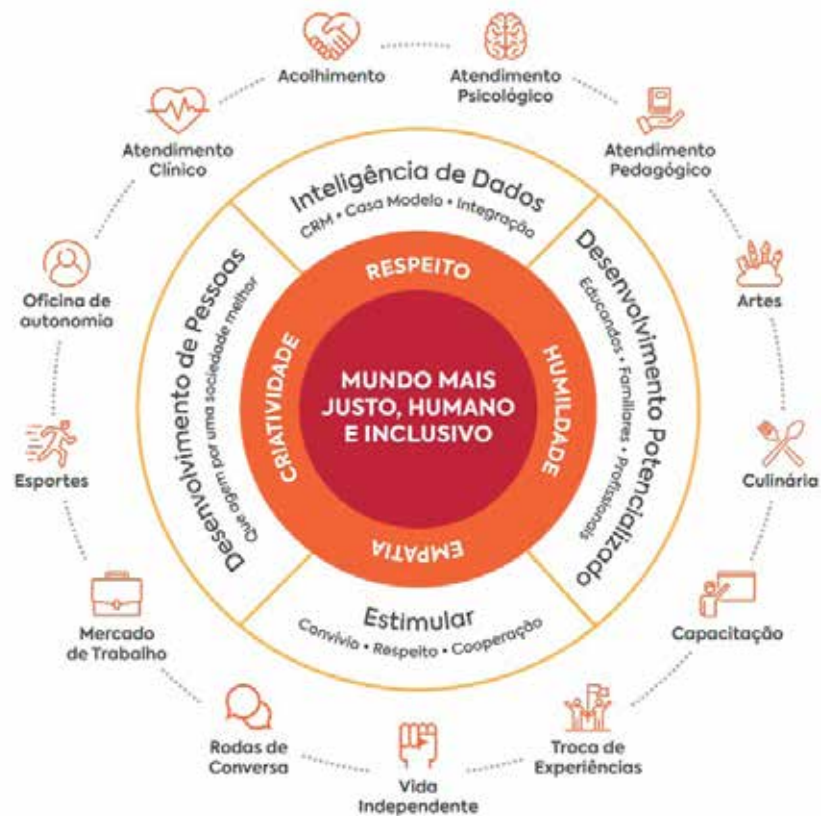 Acolhimento
Atendimento
Psicológico
Atendimento
Pedagógico
Artes
Culinária
Capacitação
Troca de
Experiências
Vida
Independente
Rodas de
Conversa
Mercado
de Trabalho
Esportes
Oficina de
autonomia
Atendimento
Clínico
Inteligência de Dados
CRM • Casa Modelo • Integração
Desenvolvimento Potencializado
Educandos • Familiares • Profissionais
Estimular
Convívio • Respeito • Cooperação
Desenvolvimento de Pessoas
Que agem por uma sociedade melhor
RESPEITO
HUMILDADE
EMPATIA
CRIATIVIDADE
MUNDO MAIS
JUSTO, HUMANO
E INCLUSIVO